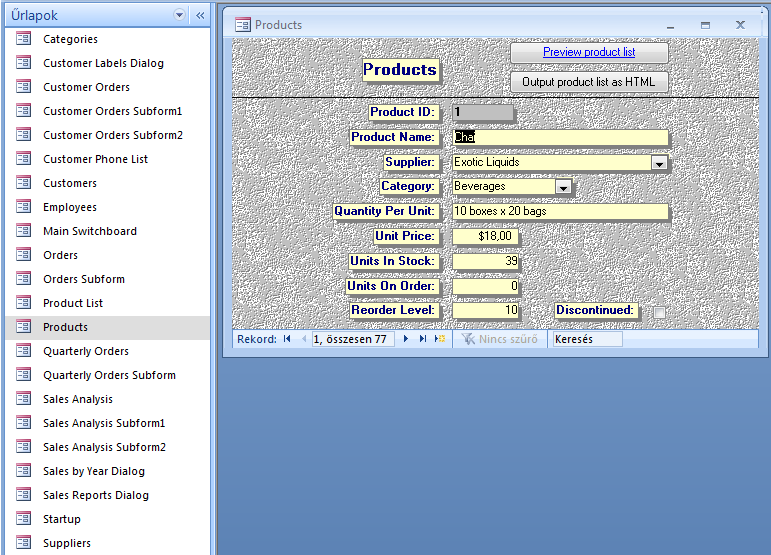 Űrlapok
Categories
Customer Labels Dialog
Customer Orders
Customer Orders Subform1
Customer Orders Subform2
Customer Phone List
Customers
Employees
Main Switchboard
Orders
Orders Subform
Product List
Products
Quarterly Orders
Quarterly Orders Subform
Sales Analysis
Sales Analysis Subform1
Sales Analysis Subform2
Sales by Year Dialog
Sales Reports Dialog
Startup
Suppliers
Products
Products
Preview product list
Output product list as HTML
Product ID: 1
Product Name: Chai
Supplier: Exotic Liquids
Category: Beverages
Quantity Per Unit: 10 boxes x 20 bags
Unit Price: $18,00
Units In Stock: 39
Units On Order: 0
Reorder Level: 10 Discontinued:
Rekord: 1, összesen 77 Nincs szűrő Keresés